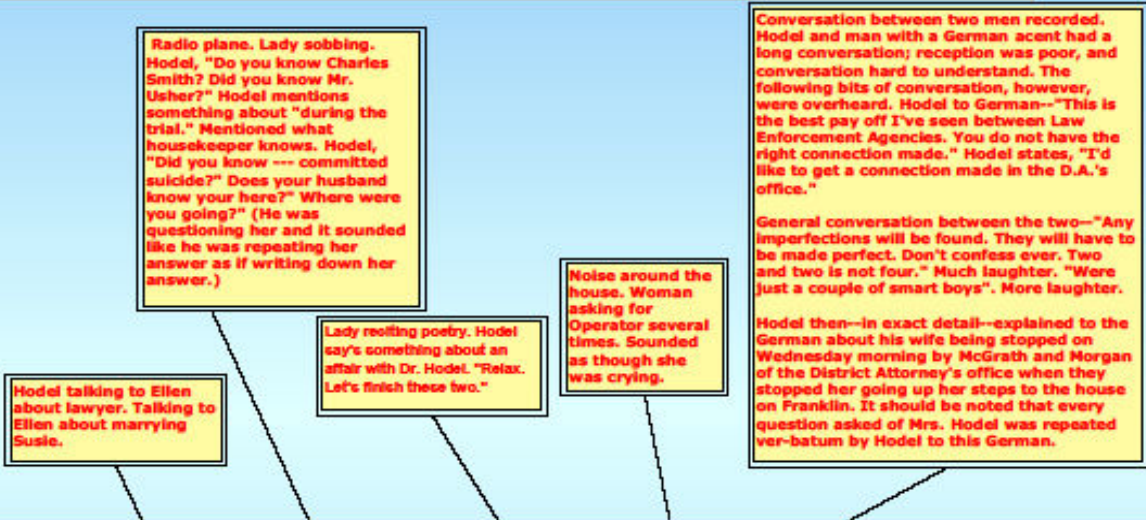 Radio plane. Lady sobbing.
Hodel, "Do you know Charles
Smith? Did you know Mr.
Usher?" Hodel mentions
something about "during the
trial." Mentioned what
housekeeper knows. Hodel,
"Did you know --- committed
suicide?" Does your husband
know your here?" Where were
you going?" (He was
questioning her and it sounded
like he was repeating her
answer as if writing down her
answer.)
Conversation between two men recorded.
Hodel and man with a German acent had a
long conversation; reception was poor, and
conversation hard to understand. The
following bits of conversation, however,
were overheard. Hodel to German--"This is
the best pay off I've seen between Law
Enforcement Agencies. You do not have the
right connection made." Hodel states, "I'd
like to get a connection made in the D.A.'s
office."
General conversation between the two--"Any
imperfections will be found. They will have to
be made perfect. Don't confess ever. Two
and two is not four." Much laughter. "Were
just a couple of smart boys". More laughter.
Hodel then--in exact detail--explained to the
German about his wife being stopped on
Wednesday morning by McGrath and Morgan
of the District Attorney's office when they
stopped her going up her steps to the house
on Franklin. It should be noted that every
question asked of Mrs. Hodel was repeated
ver-batum by Hodel to this German.
Noise around the
house. Woman
asking for
Operator several
times. Sounded
as though she
was crying.
Lady reciting poetry. Hodel
say's something about an
affair with Dr. Hodel. "Relax.
Let's finish these two."
Hodel talking to Ellen
about lawyer. Talking to
Ellen about marrying
Susie.